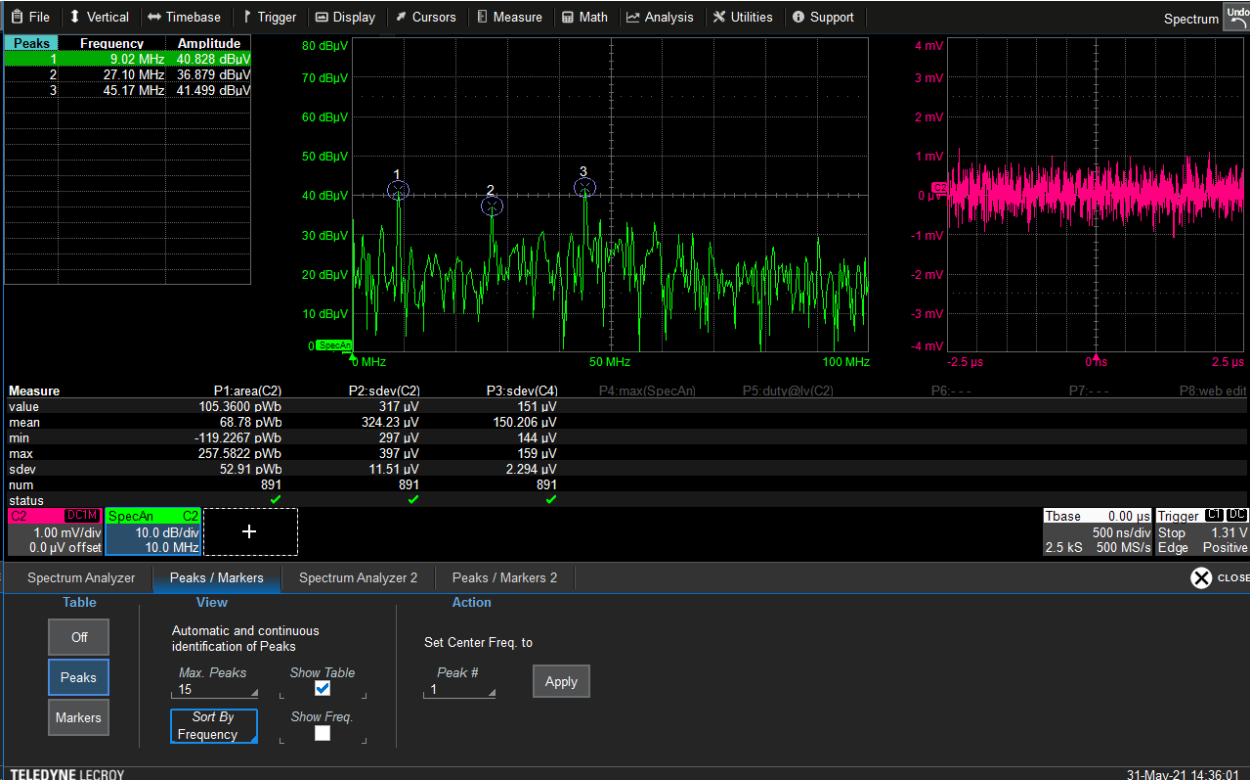 File Vertical Timebase Trigger Display Cursors Measure Math Analysis Utilities Support Spectrum Undo
Peaks Frequency Amplitude
1 9.02 MHz 40.828 dBµV
2 27.10 MHz 36.879 dBµV
3 45.17 MHz 41.499 dBµV
80 dBµV
70 dBµV
60 dBµV
50 dBµV
40 dBµV
30 dBµV
20 dBµV
10 dBµV
0 SpecAn
1
2
3
0 MHz 50 MHz 100 MHz
4 mV
3 mV
2 mV
1 mV
0 µV C2
-1 mV
-2 mV
-3 mV
-4 mV
-2.5 µs 0 ns 2.5 µs
Measure P1:area(C2) P2:sdev(C2) P3:sdev(C4) P4:max(SpecAn) P5:duty@lv(C2) P6:- - - P7:- - - P8:web edit
value 105.3600 pWb 317 µV 151 µV
mean 68.78 pWb 324.23 µV 150.206 µV
min -119.2267 pWb 297 µV 144 µV
max 257.5822 pWb 397 µV 159 µV
sdev 52.91 pWb 11.51 µV 2.294 µV
num 891 891 891
status
C2 DC1M
1.00 mV/div
0.0 µV offset
SpecAn C2
10.0 dB/div
10.0 MHz
+
Tbase 0.00 µs
500 ns/div
2.5 kS 500 MS/s
Trigger C1 DC
Stop 1.31 V
Edge Positive
Spectrum Analyzer Peaks / Markers Spectrum Analyzer 2 Peaks / Markers 2 CLOSE
Table
Off
Peaks
Markers
View
Automatic and continuous
identification of Peaks
Max. Peaks Show Table
15
Sort By Show Freq.
Frequency
Action
Set Center Freq. to
Peak #
1
Apply
TELEDYNE LECROY 31-May-21 14:36:01